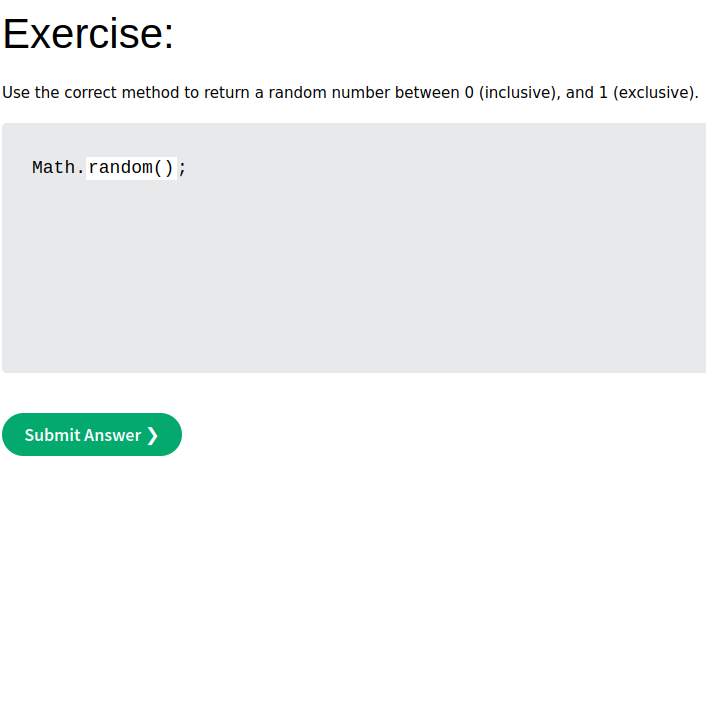 Exercise:
Use the correct method to return a random number between 0 (inclusive), and 1 (exclusive).
Math.random();
Submit Answer ❯